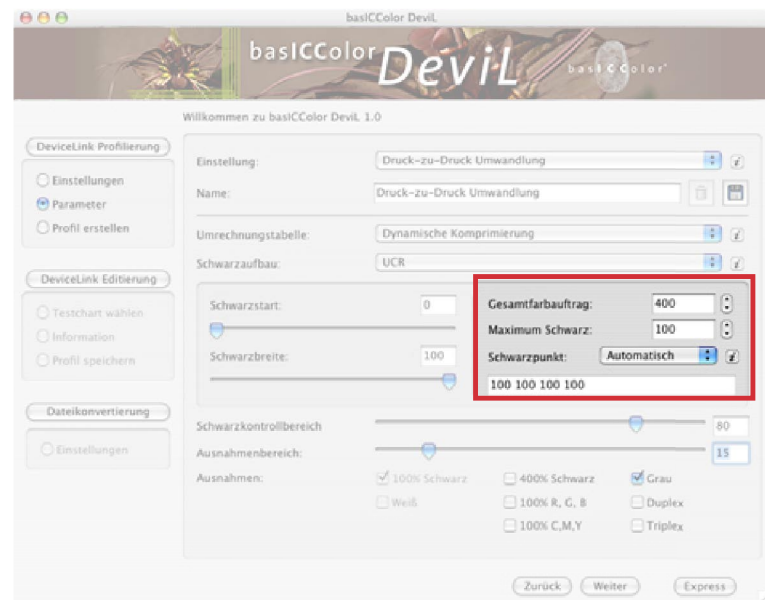 basICColor DeviL
basICColor DeviL
basICColor
Willkommen zu basICColor DeviL 1.0
DeviceLink Profilierung
Einstellungen
Parameter
Profil erstellen
DeviceLink Editierung
Testchart wählen
Information
Profil speichern
Dateikonvertierung
Einstellungen
Einstellung: Druck-zu-Druck Umwandlung
Name: Druck-zu-Druck Umwandlung
Umrechnungstabelle: Dynamische Komprimierung
Schwarzaufbau: UCR
Schwarzstart: 0
Schwarzbreite: 100
Gesamtfarbauftrag: 400
Maximum Schwarz: 100
Schwarzpunkt: Automatisch
100 100 100 100
Schwarzkontrollbereich 80
Ausnahmenbereich: 15
Ausnahmen: 100% Schwarz 400% Schwarz Grau
Weiß 100% R, G, B Duplex
100% C,M,Y Triplex
Zurück Weiter Express